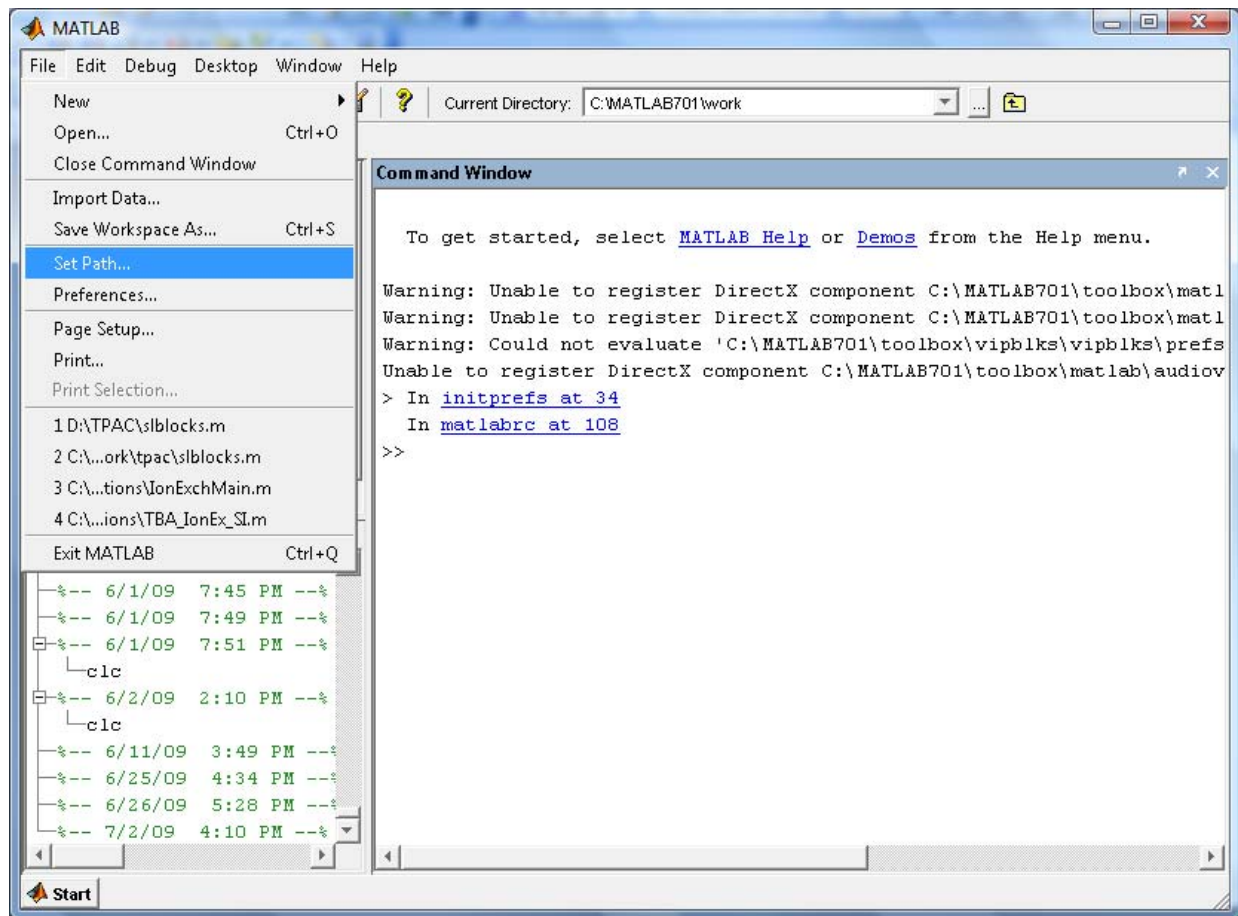 MATLAB
File Edit Debug Desktop Window Help
New
Open... Ctrl+O
Close Command Window
Import Data...
Save Workspace As... Ctrl+S
Set Path...
Preferences...
Page Setup...
Print...
Print Selection...
1 D:\TPAC\slblocks.m
2 C:\...ork\tpac\slblocks.m
3 C:\...tions\IonExchMain.m
4 C:\...ions\TBA_IonEx_SI.m
Exit MATLAB Ctrl+Q
Current Directory: C:\MATLAB701\work
Command Window
To get started, select MATLAB Help or Demos from the Help menu.
Warning: Unable to register DirectX component C:\MATLAB701\toolbox\matl
Warning: Unable to register DirectX component C:\MATLAB701\toolbox\matl
Warning: Could not evaluate 'C:\MATLAB701\toolbox\vipblks\vipblks\prefs
Unable to register DirectX component C:\MATLAB701\toolbox\matlab\audiov
> In initprefs at 34
In matlabrc at 108
>>
%-- 6/1/09 7:45 PM --%
%-- 6/1/09 7:49 PM --%
%-- 6/1/09 7:51 PM --%
clc
%-- 6/2/09 2:10 PM --%
clc
%-- 6/11/09 3:49 PM --%
%-- 6/25/09 4:34 PM --%
%-- 6/26/09 5:28 PM --%
%-- 7/2/09 4:10 PM --%
Start